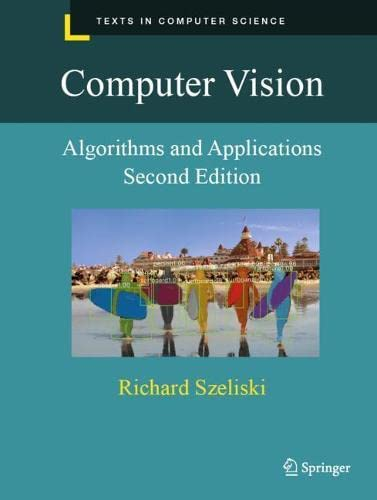 TEXTS IN COMPUTER SCIENCE
Computer Vision
Algorithms and Applications
Second Edition
Richard Szeliski
Springer